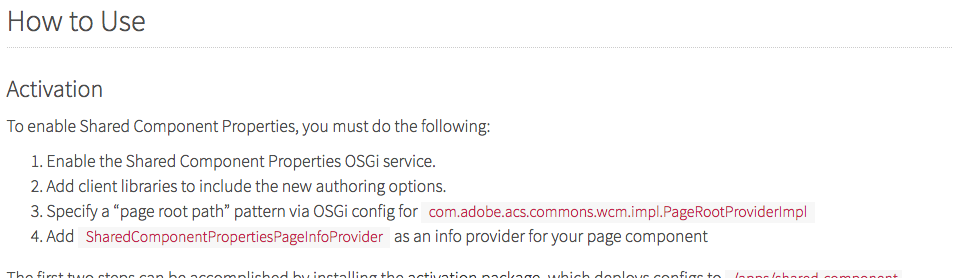 How to Use
Activation
To enable Shared Component Properties, you must do the following:
1. Enable the Shared Component Properties OSGi service.
2. Add client libraries to include the new authoring options.
3. Specify a “page root path” pattern via OSGi config for com.adobe.acs.commons.wcm.impl.PageRootProviderImpl
4. Add SharedComponentPropertiesPageInfoProvider as an info provider for your page component
The first two steps can be accomplished by installing the activation package, which deploys configs to /apps/shared-component